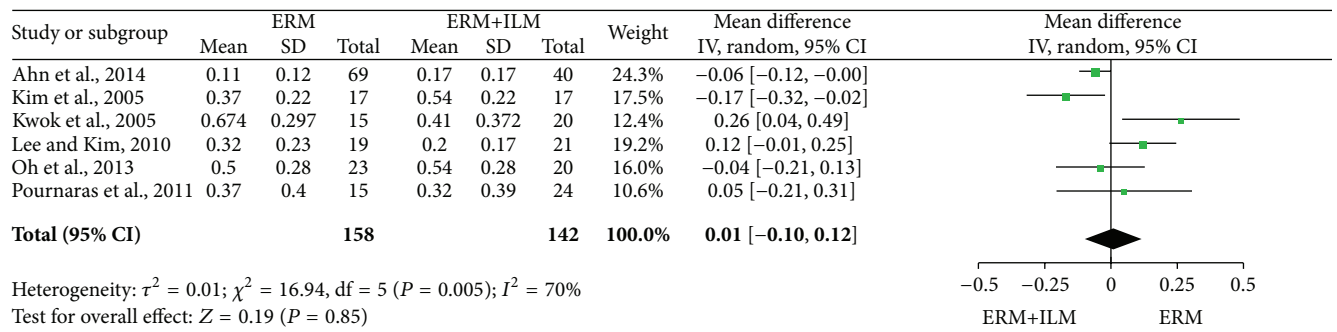 Study or subgroup ERM ERM+ILM Weight Mean difference Mean difference
Mean SD Total Mean SD Total IV, random, 95% CI IV, random, 95% CI
Ahn et al., 2014 0.11 0.12 69 0.17 0.17 40 24.3% −0.06 [−0.12, −0.00]
Kim et al., 2005 0.37 0.22 17 0.54 0.22 17 17.5% −0.17 [−0.32, −0.02]
Kwok et al., 2005 0.674 0.297 15 0.41 0.372 20 12.4% 0.26 [0.04, 0.49]
Lee and Kim, 2010 0.32 0.23 19 0.2 0.17 21 19.2% 0.12 [−0.01, 0.25]
Oh et al., 2013 0.5 0.28 23 0.54 0.28 20 16.0% −0.04 [−0.21, 0.13]
Pournaras et al., 2011 0.37 0.4 15 0.32 0.39 24 10.6% 0.05 [−0.21, 0.31]
Total (95% CI) 158 142 100.0% 0.01 [−0.10, 0.12]
Heterogeneity: τ² = 0.01; χ² = 16.94, df = 5 (P = 0.005); I² = 70%
Test for overall effect: Z = 0.19 (P = 0.85)
−0.5 −0.25 0 0.25 0.5
ERM+ILM ERM